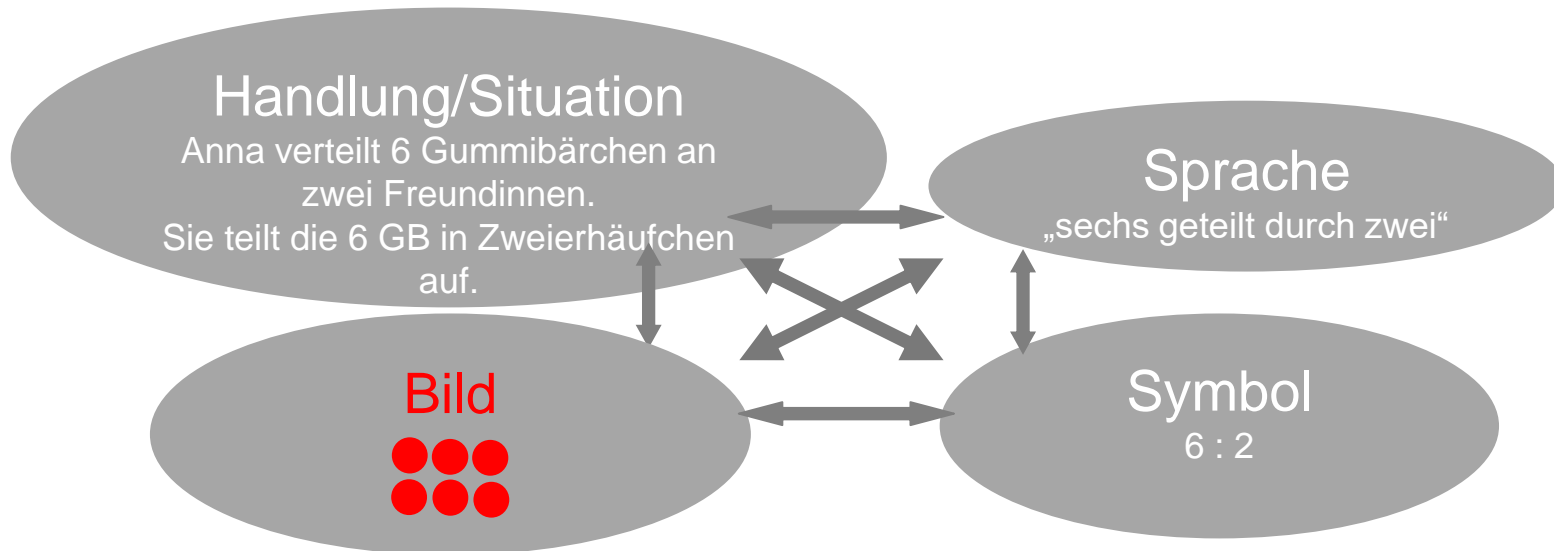 Handlung/Situation
Anna verteilt 6 Gummibärchen an
zwei Freundinnen.
Sie teilt die 6 GB in Zweierhäufchen
auf.
Sprache
„sechs geteilt durch zwei“
Bild
Symbol
6 : 2